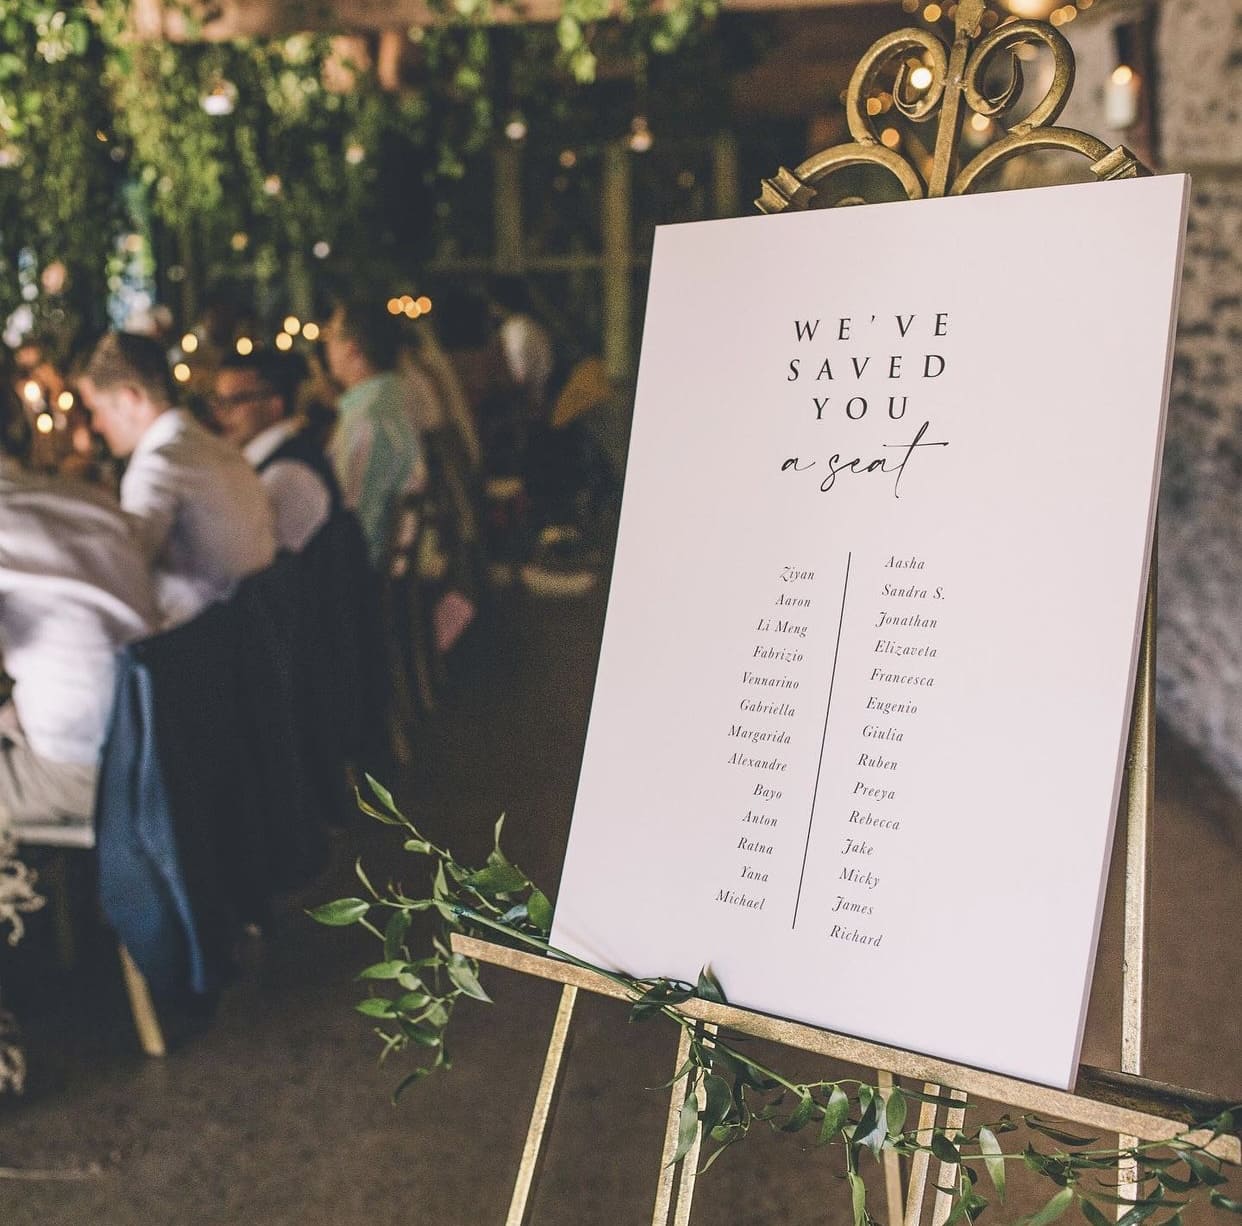 WE'VE
SAVED
YOU
a seat
Ziyan
Aaron
Li Meng
Fabrizio
Vennarino
Gabriella
Margarida
Alexandre
Bayo
Anton
Ratna
Yana
Michael
Aasha
Sandra S.
Jonathan
Elizaveta
Francesca
Eugenio
Giulia
Ruben
Preeya
Rebecca
Jake
Micky
James
Richard